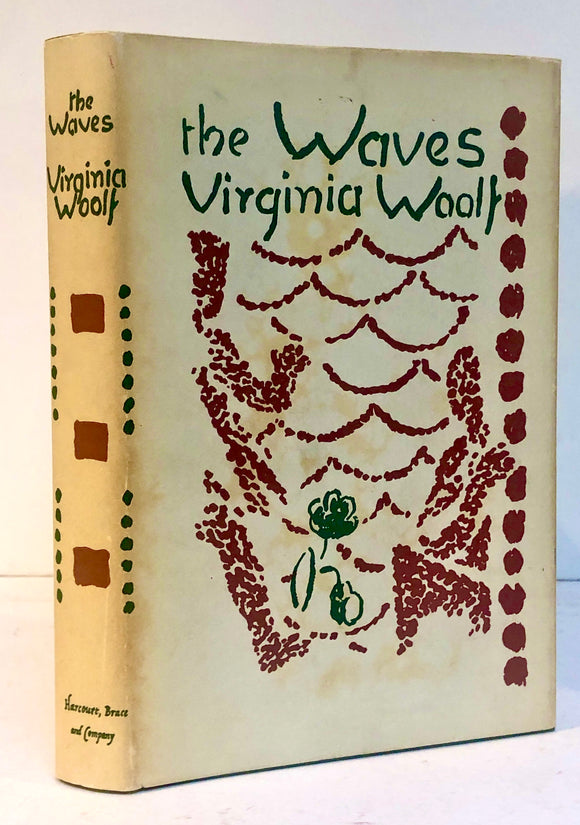 the
Waves
Virginia
Woolf
Harcourt, Brace
and Company
the Waves
Virginia Woolf